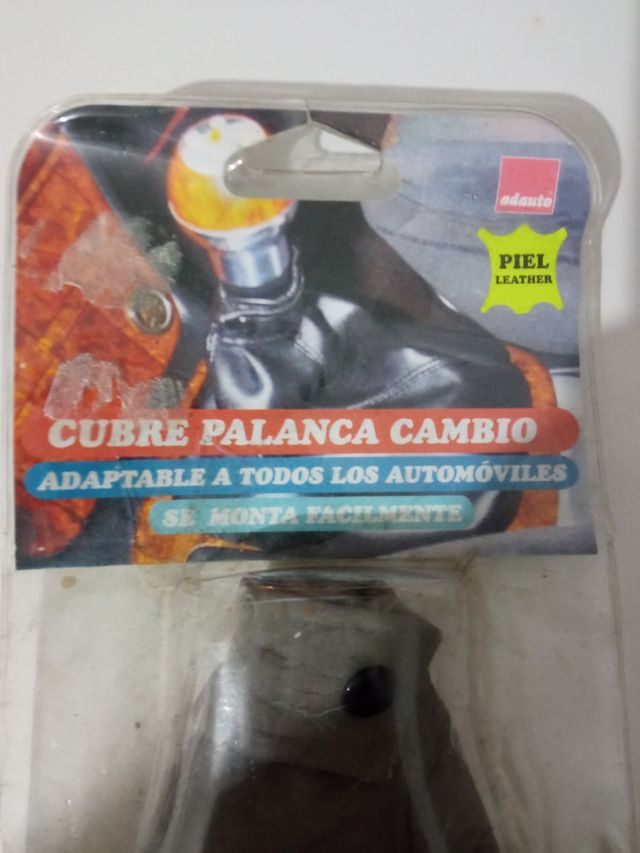 adauto
PIEL
LEATHER
CUBRE PALANCA CAMBIO
ADAPTABLE A TODOS LOS AUTOMÓVILES
SE MONTA FACILMENTE